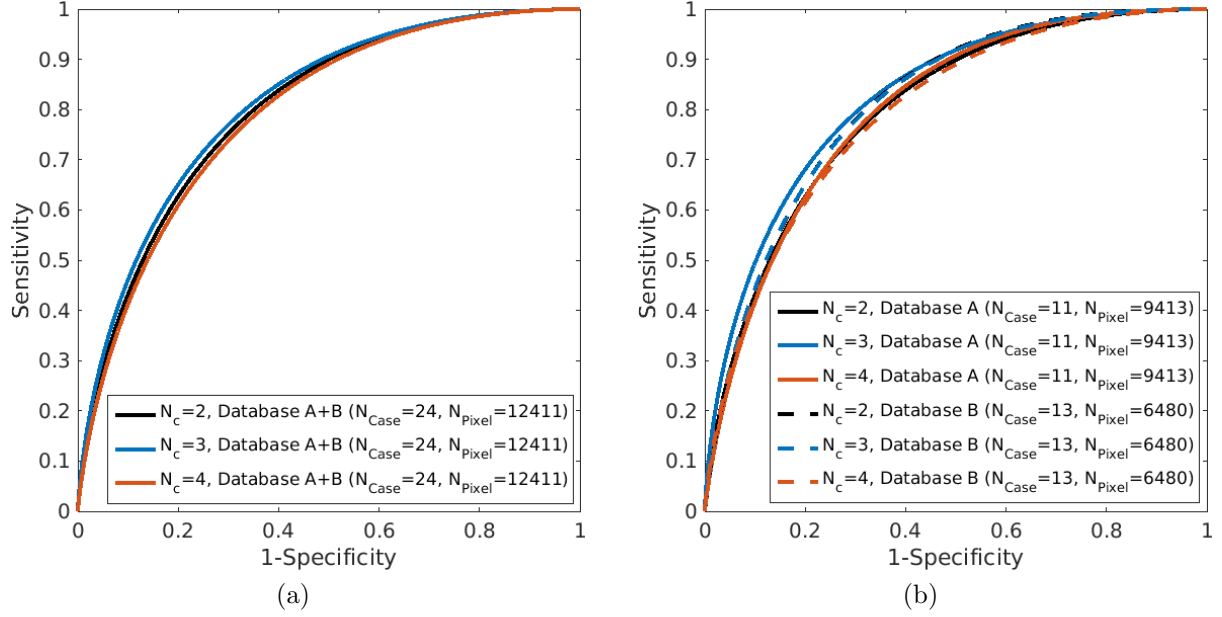 1
0.9
0.8
0.7
0.6
0.5
0.4
0.3
0.2
0.1
0
Sensitivity
N_c=2, Database A+B (N_Case=24, N_Pixel=12411)
N_c=3, Database A+B (N_Case=24, N_Pixel=12411)
N_c=4, Database A+B (N_Case=24, N_Pixel=12411)
0 0.2 0.4 0.6 0.8 1
1-Specificity
(a)
1
0.9
0.8
0.7
0.6
0.5
0.4
0.3
0.2
0.1
0
Sensitivity
N_c=2, Database A (N_Case=11, N_Pixel=9413)
N_c=3, Database A (N_Case=11, N_Pixel=9413)
N_c=4, Database A (N_Case=11, N_Pixel=9413)
N_c=2, Database B (N_Case=13, N_Pixel=6480)
N_c=3, Database B (N_Case=13, N_Pixel=6480)
N_c=4, Database B (N_Case=13, N_Pixel=6480)
0 0.2 0.4 0.6 0.8 1
1-Specificity
(b)